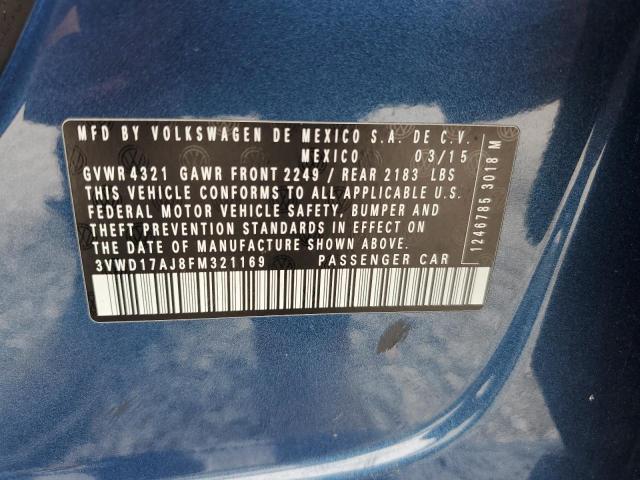 MFD BY VOLKSWAGEN DE MEXICO S.A. DE C.V.
MEXICO 03/15
GVWR 4321 GAWR FRONT 2249 / REAR 2183 LBS
THIS VEHICLE CONFORMS TO ALL APPLICABLE U.S.
FEDERAL MOTOR VEHICLE SAFETY, BUMPER AND
THEFT PREVENTION STANDARDS IN EFFECT ON
THE DATE OF MANUFACTURE SHOWN ABOVE.
3VWD17AJ8FM321169 PASSENGER CAR
1246785 3018 M